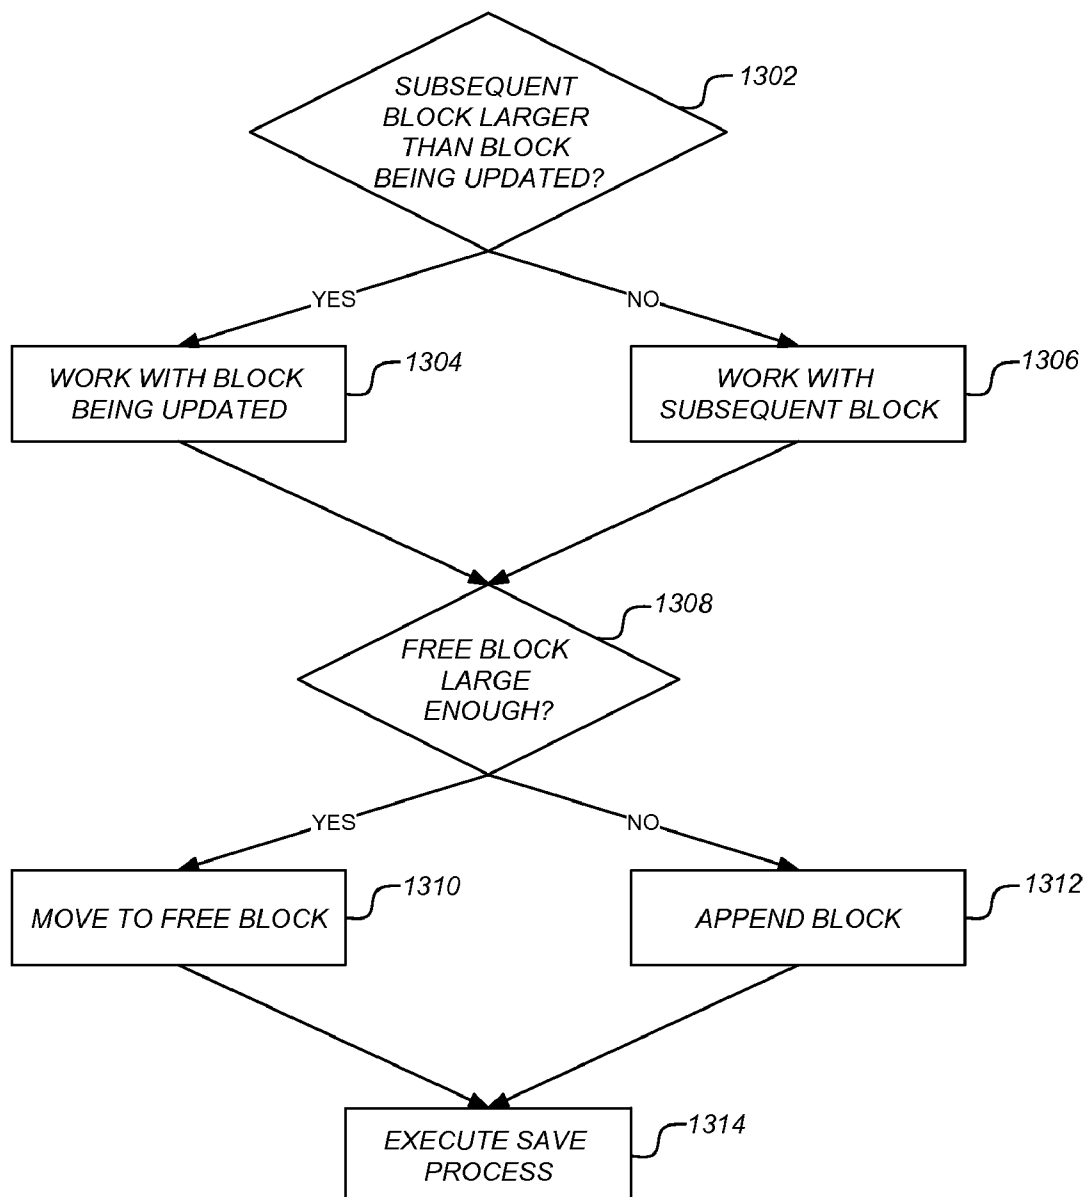 SUBSEQUENT
BLOCK LARGER
THAN BLOCK
BEING UPDATED?
1302
YES
NO
WORK WITH BLOCK
BEING UPDATED
1304
WORK WITH
SUBSEQUENT BLOCK
1306
FREE BLOCK
LARGE
ENOUGH?
1308
YES
NO
MOVE TO FREE BLOCK
1310
APPEND BLOCK
1312
EXECUTE SAVE
PROCESS
1314